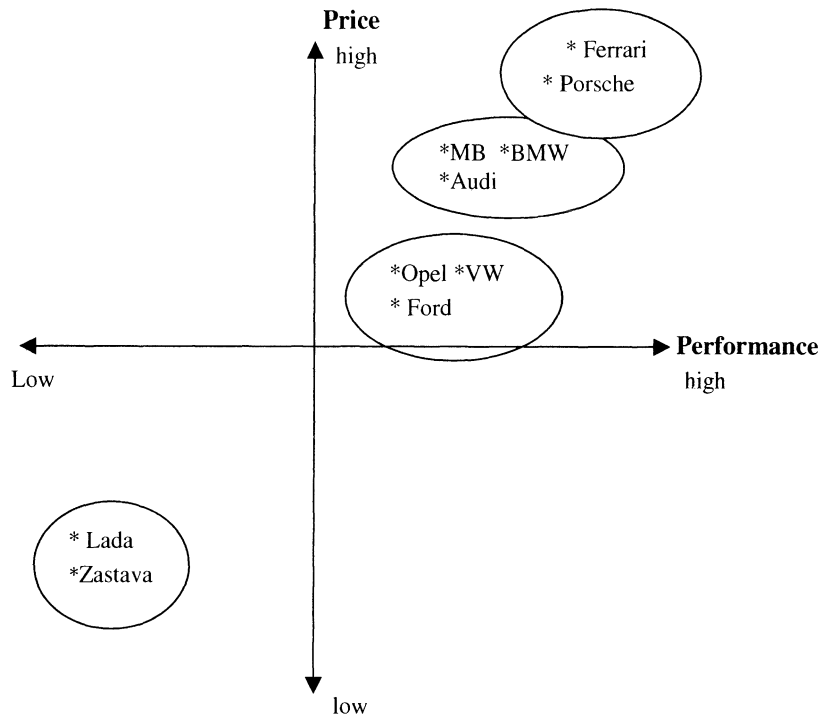 Price
high
* Ferrari
* Porsche
*MB *BMW
*Audi
*Opel *VW
* Ford
Performance
Low
high
* Lada
*Zastava
low